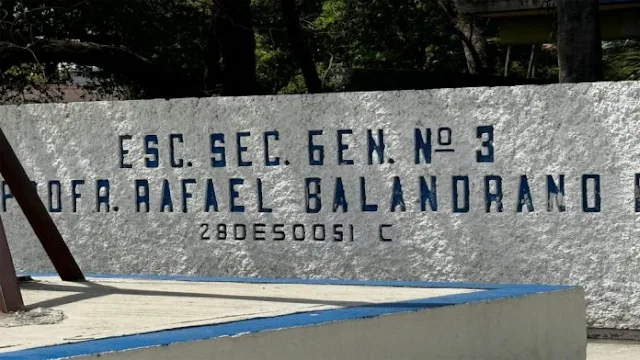 ESC. SEC. GEN. Nº 3
PROFR. RAFAEL BALANDRANO
28DES0051 C